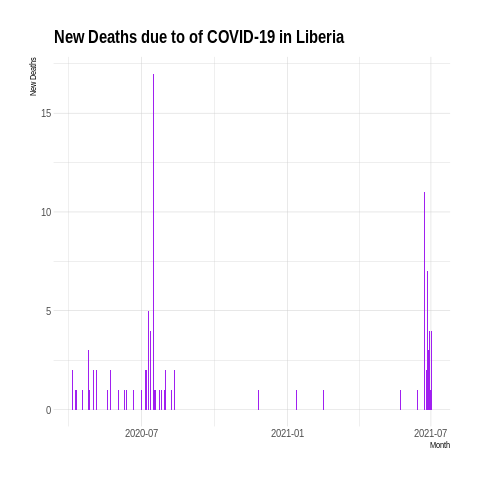 New Deaths due to of COVID-19 in Liberia
New Deaths
15
10
5
0
2020-07
2021-01
2021-07
Month